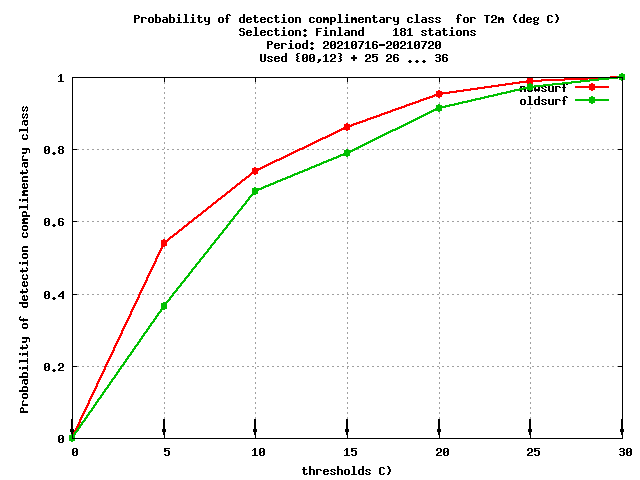 Probability of detection complimentary class  for T2m (deg C)
Selection: Finland    181 stations
Period: 20210716-20210720
Used {00,12} + 25 26 ... 36
newsurf
oldsurf
Probability of detection complimentary class
1
0.8
0.6
0.4
0.2
0
0 5 10 15 20 25 30
thresholds C)